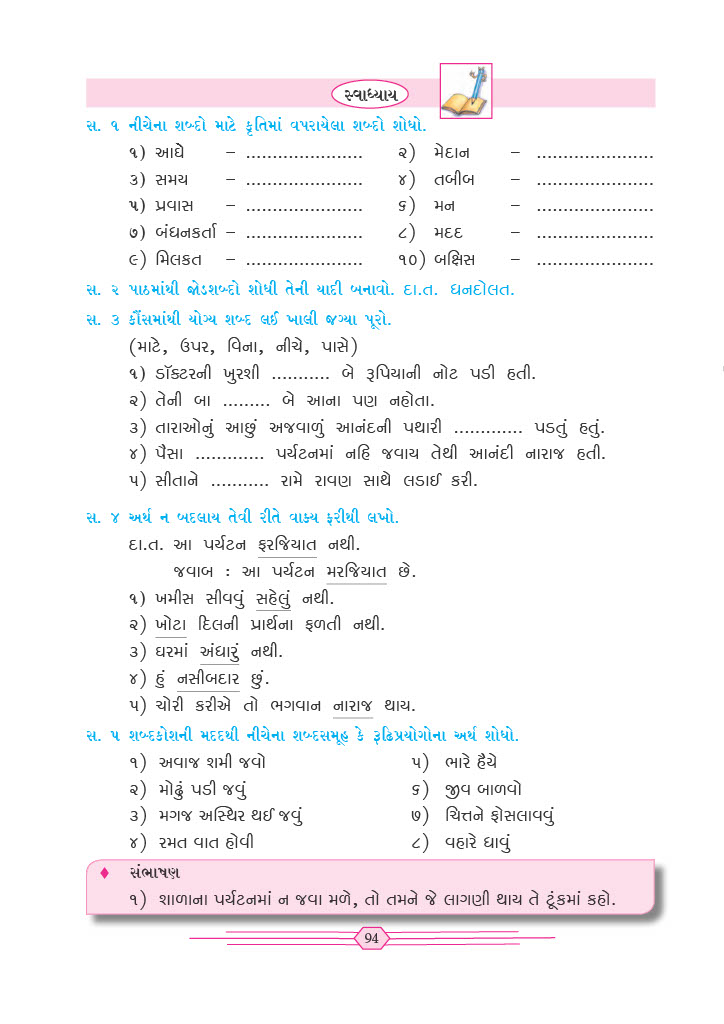 સ્વાધ્યાય
સ. ૧ નીચેના શબ્દો માટે કૃતિમાં વપરાયેલા શબ્દો શોધો.
૧) આઘે – ...................... ૨) મેદાન – ......................
૩) સમય – ...................... ૪) તબીબ – ......................
૫) પ્રવાસ – ...................... ૬) મન – ......................
૭) બંધનકર્તા – ...................... ૮) મદદ – ......................
૯) મિલકત – ...................... ૧૦) બક્ષિસ – ......................
સ. ૨ પાઠમાંથી જોડશબ્દો શોધી તેની યાદી બનાવો. દા.ત. ધનદોલત.
સ. ૩ કૌંસમાંથી યોગ્ય શબ્દ લઈ ખાલી જગ્યા પૂરો.
(માટે, ઉપર, વિના, નીચે, પાસે)
૧) ડૉક્ટરની ખુરશી ........... બે રૂપિયાની નોટ પડી હતી.
૨) તેની બા ......... બે આના પણ નહોતા.
૩) તારાઓનું આછું અજવાળું આનંદની પથારી ............. પડતું હતું.
૪) પૈસા ............. પર્યટનમાં નહિ જવાય તેથી આનંદી નારાજ હતી.
૫) સીતાને ........... રામે રાવણ સાથે લડાઈ કરી.
સ. ૪ અર્થ ન બદલાય તેવી રીતે વાક્ય ફરીથી લખો.
દા.ત. આ પર્યટન ફરજિયાત નથી.
જવાબ : આ પર્યટન મરજિયાત છે.
૧) ખમીસ સીવવું સહેલું નથી.
૨) ખોટા દિલની પ્રાર્થના ફળતી નથી.
૩) ઘરમાં અંધારું નથી.
૪) હું નસીબદાર છું.
૫) ચોરી કરીએ તો ભગવાન નારાજ થાય.
સ. ૫ શબ્દકોશની મદદથી નીચેના શબ્દસમૂહ કે રૂઢિપ્રયોગોના અર્થ શોધો.
૧) અવાજ શમી જવો ૫) ભારે હૈયે
૨) મોઢું પડી જવું ૬) જીવ બાળવો
૩) મગજ અસ્થિર થઈ જવું ૭) ચિત્તને ફોસલાવવું
૪) રમત વાત હોવી ૮) વહારે ધાવું
♦ સંભાષણ
૧) શાળાના પર્યટનમાં ન જવા મળે, તો તમને જે લાગણી થાય તે ટૂંકમાં કહો.
94